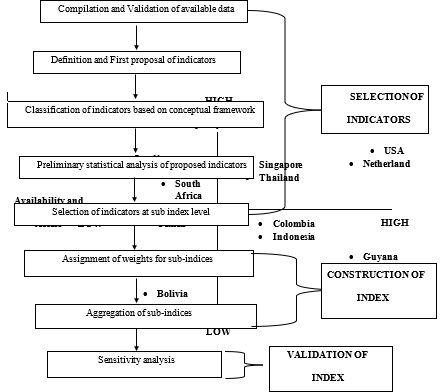 Compilation and Validation of available data
Definition and First proposal of indicators
HIGH
Classification of indicators based on conceptual framework
SELECTION OF
INDICATORS
Preliminary statistical analysis of proposed indicators
• USA
• Netherland
Singapore
Thailand
• South
Africa
Availability and
Selection of indicators at sub index level
HIGH
• Colombia
• Indonesia
Assignment of weights for sub-indices
• Guyana
CONSTRUCTION OF
INDEX
• Bolivia
Aggregation of sub-indices
LOW
Sensitivity analysis
VALIDATION OF
INDEX